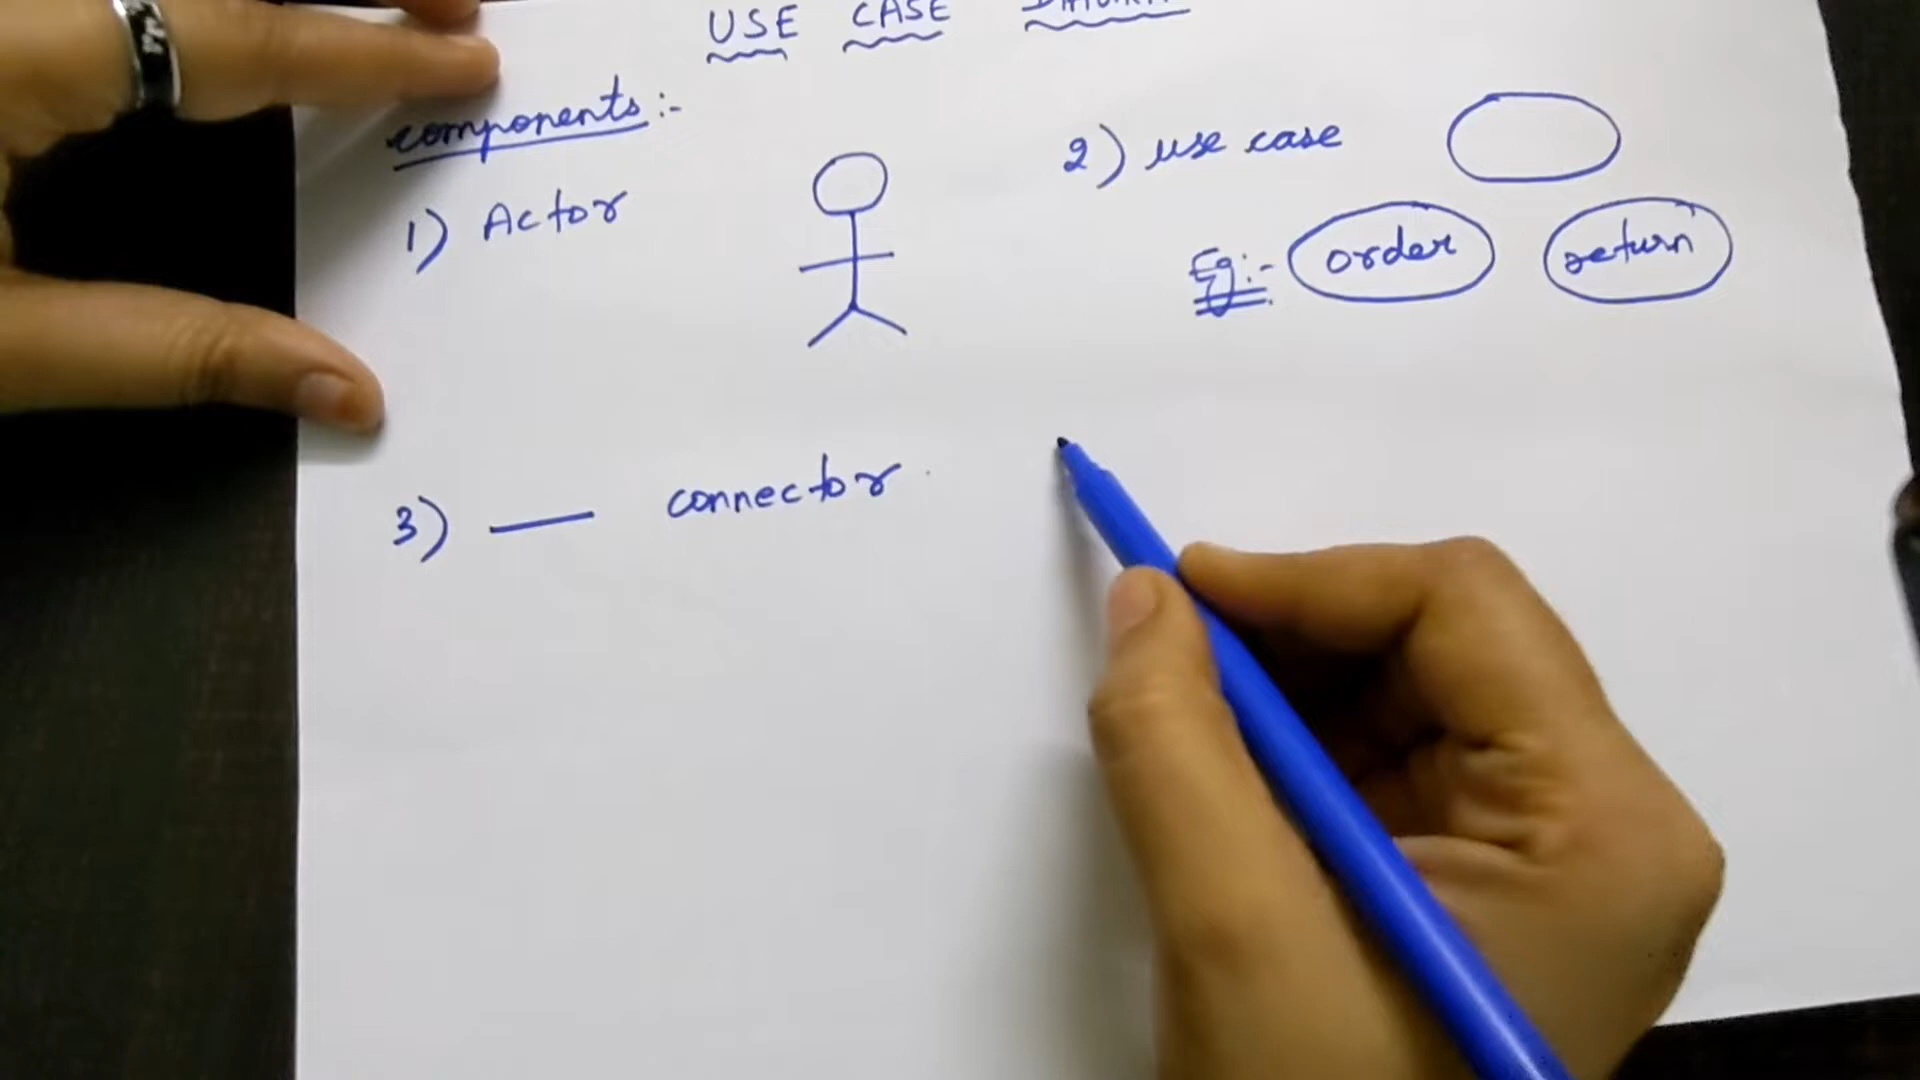 USE CASE
components:-
1) Actor
2) use case
Eg:- order return
3) — connector